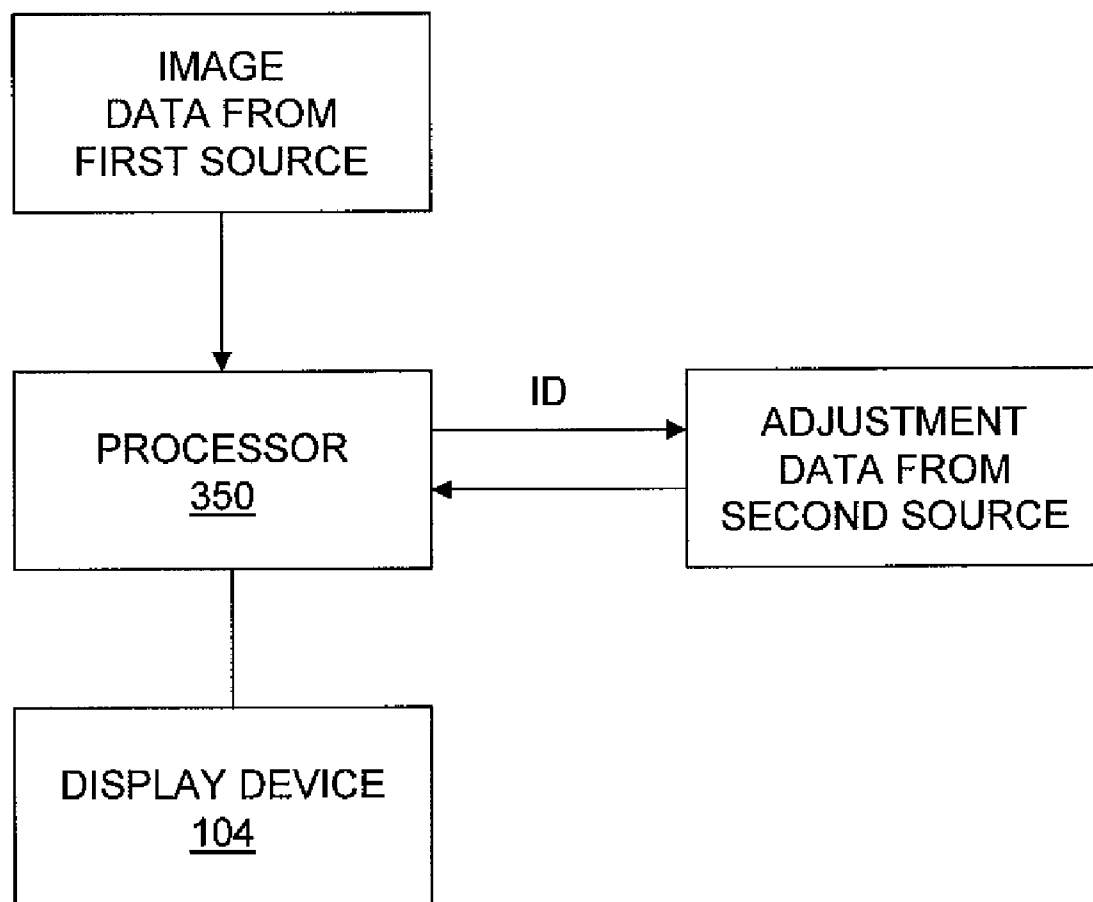 IMAGE
DATA FROM
FIRST SOURCE
PROCESSOR
350
ID
ADJUSTMENT
DATA FROM
SECOND SOURCE
DISPLAY DEVICE
104